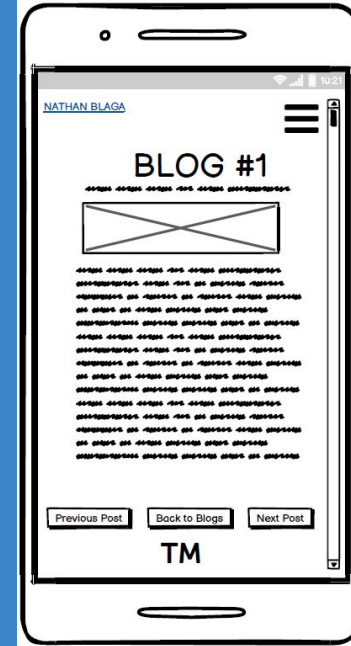 10:21
NATHAN BLAGA
BLOG #1
Previous Post Back to Blogs Next Post
TM